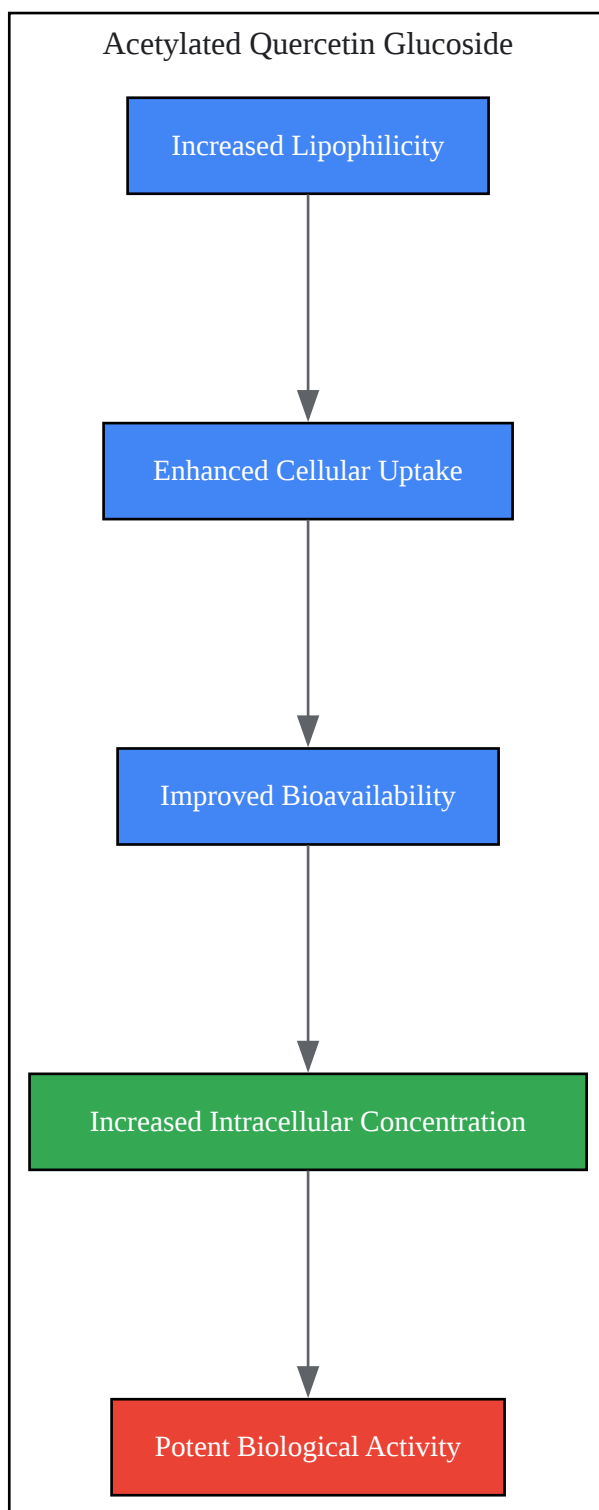 Acetylated Quercetin Glucoside
Increased Lipophilicity
Enhanced Cellular Uptake
Improved Bioavailability
Increased Intracellular Concentration
Potent Biological Activity